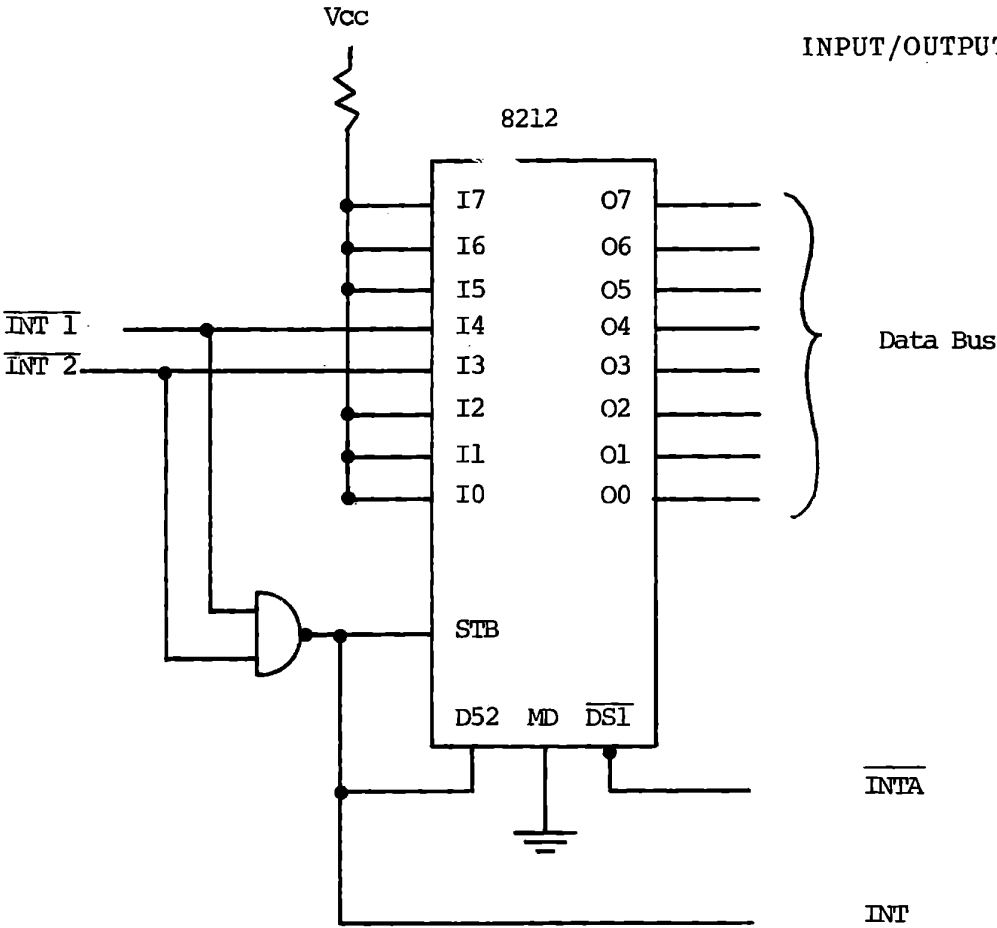 Vcc
INPUT/OUTPUT
8212
I7 O7
I6 O6
I5 O5
INT 1 I4 O4
Data Bus
INT 2 I3 O3
I2 O2
I1 O1
I0 O0
STB
D52 MD DS1
INTA
INT